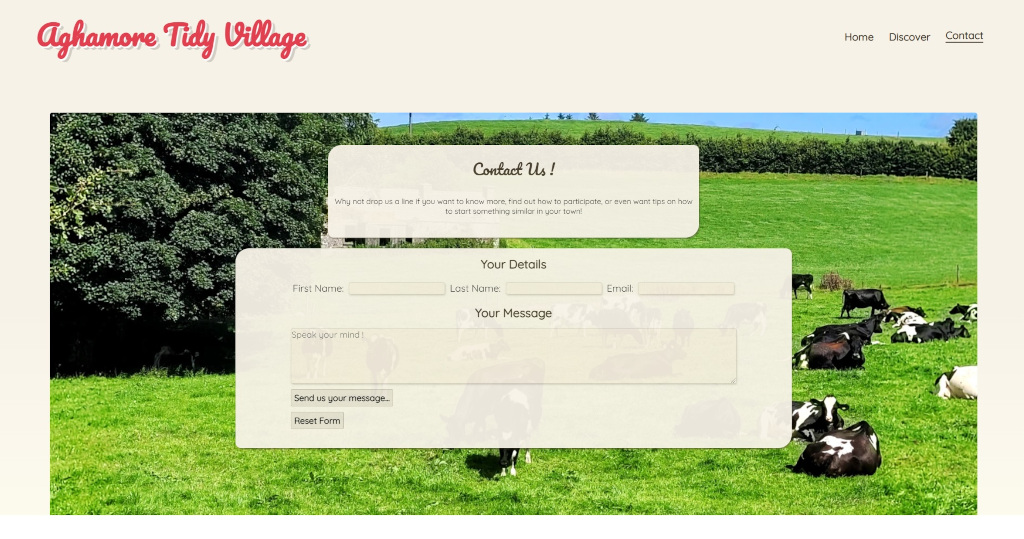 Aghamore Tidy Village
Home Discover Contact
Contact Us !
Why not drop us a line if you want to know more, find out how to participate, or even want tips on how
to start something similar in your town!
Your Details
First Name: Last Name: Email:
Your Message
Speak your mind !
Send us your message...
Reset Form